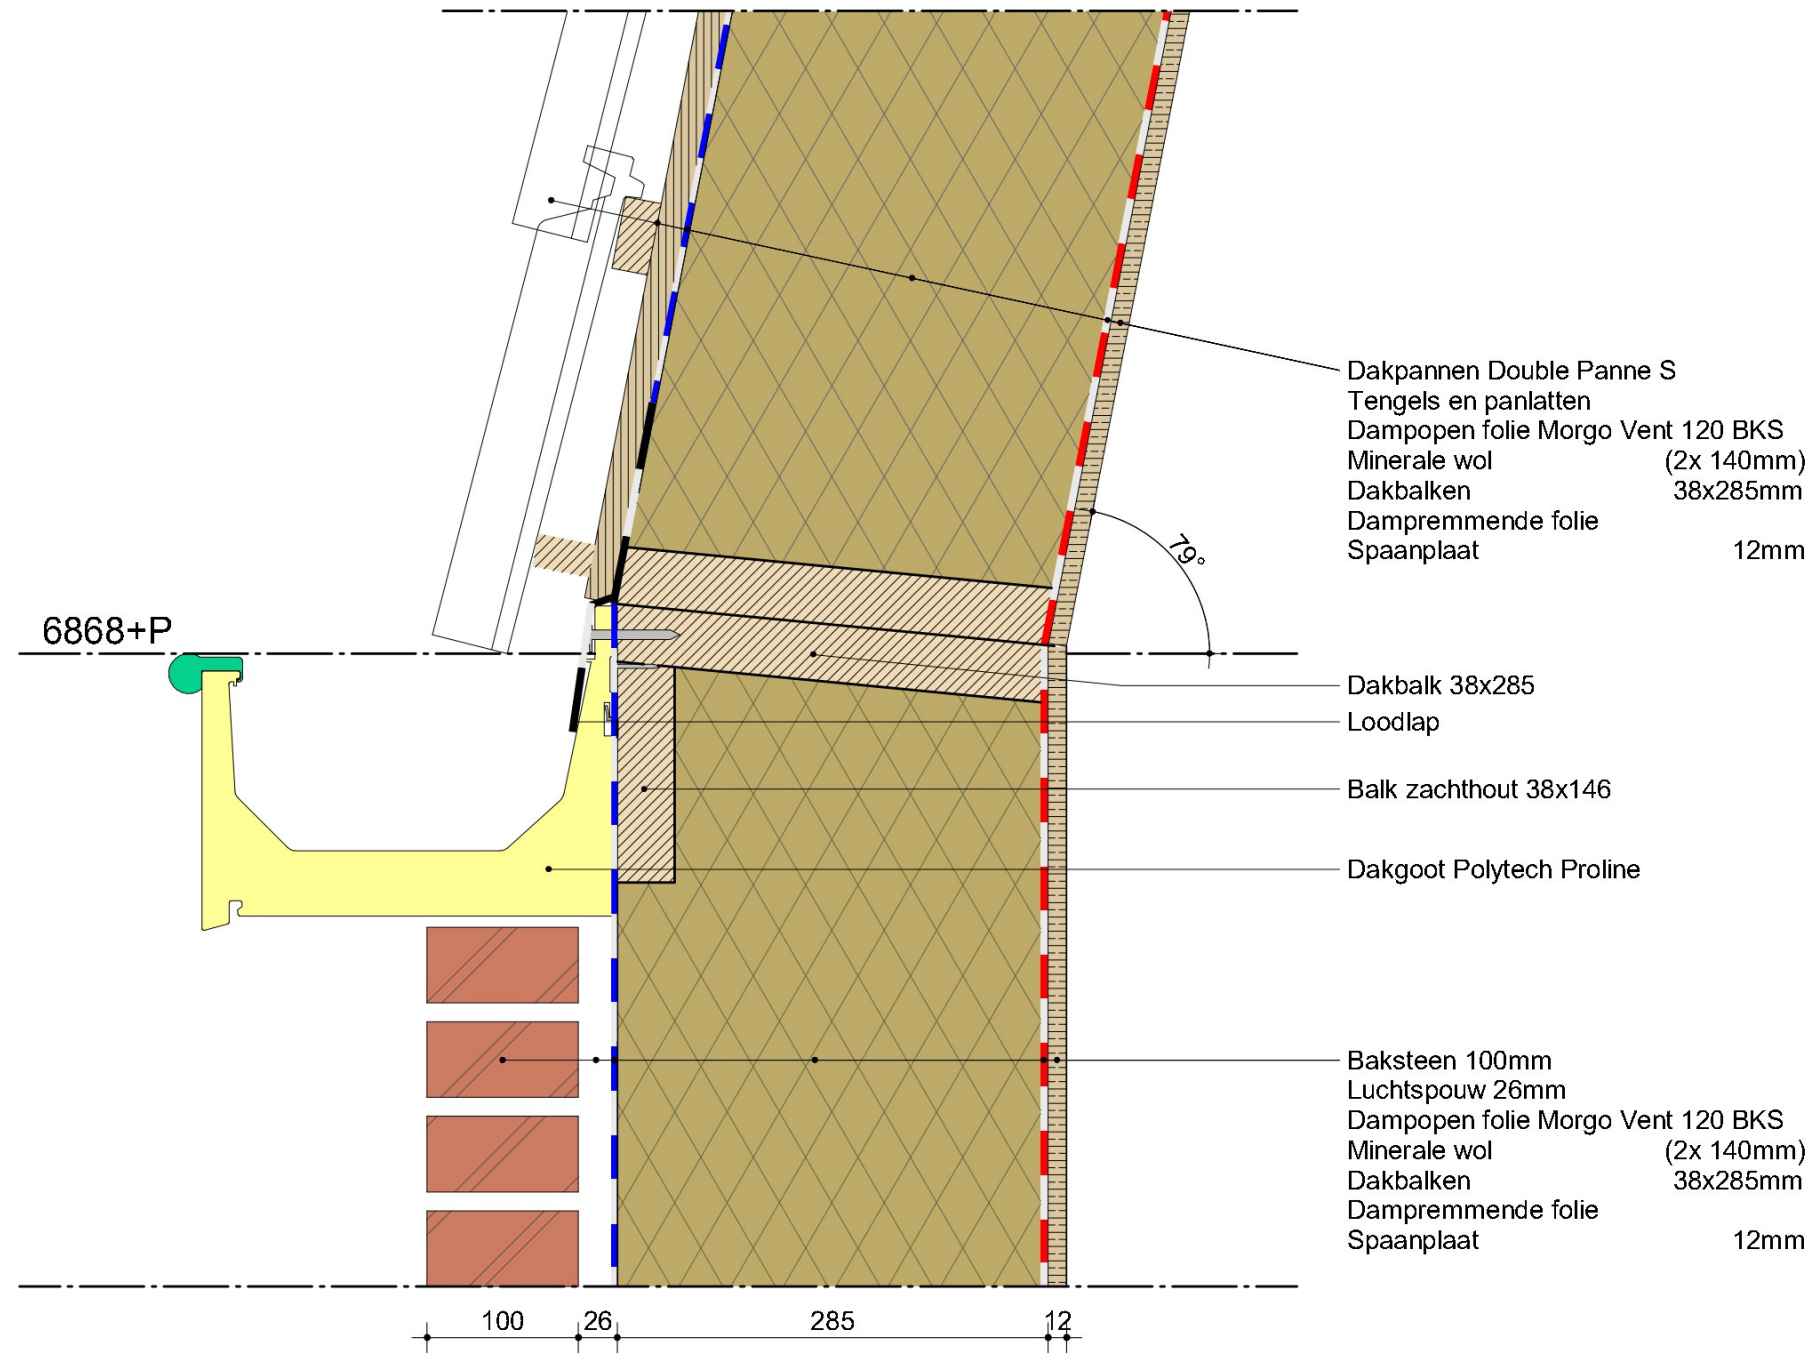 Dakpannen Double Panne S
Tengels en panlatten
Dampopen folie Morgo Vent 120 BKS
Minerale wol (2x 140mm)
Dakbalken 38x285mm
Dampremmende folie
Spaanplaat 12mm
79°
6868+P
Dakbalk 38x285
Loodlap
Balk zachthout 38x146
Dakgoot Polytech Proline
Baksteen 100mm
Luchtspouw 26mm
Dampopen folie Morgo Vent 120 BKS
Minerale wol (2x 140mm)
Dakbalken 38x285mm
Dampremmende folie
Spaanplaat 12mm
100 26 285 12